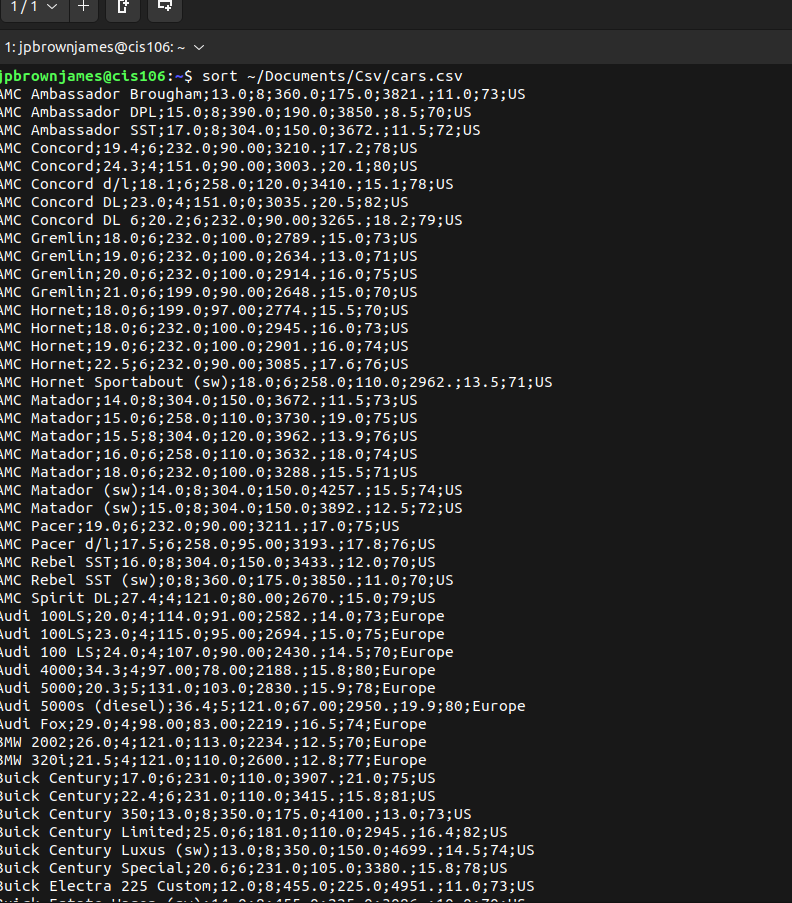 1 / 1
1: jpbrownjames@cis106: ~
jpbrownjames@cis106:~$ sort ~/Documents/Csv/cars.csv
AMC Ambassador Brougham;13.0;8;360.0;175.0;3821.;11.0;73;US
AMC Ambassador DPL;15.0;8;390.0;190.0;3850.;8.5;70;US
AMC Ambassador SST;17.0;8;304.0;150.0;3672.;11.5;72;US
AMC Concord;19.4;6;232.0;90.00;3210.;17.2;78;US
AMC Concord;24.3;4;151.0;90.00;3003.;20.1;80;US
AMC Concord d/l;18.1;6;258.0;120.0;3410.;15.1;78;US
AMC Concord DL;23.0;4;151.0;0;3035.;20.5;82;US
AMC Concord DL 6;20.2;6;232.0;90.00;3265.;18.2;79;US
AMC Gremlin;18.0;6;232.0;100.0;2789.;15.0;73;US
AMC Gremlin;19.0;6;232.0;100.0;2634.;13.0;71;US
AMC Gremlin;20.0;6;232.0;100.0;2914.;16.0;75;US
AMC Gremlin;21.0;6;199.0;90.00;2648.;15.0;70;US
AMC Hornet;18.0;6;199.0;97.00;2774.;15.5;70;US
AMC Hornet;18.0;6;232.0;100.0;2945.;16.0;73;US
AMC Hornet;19.0;6;232.0;100.0;2901.;16.0;74;US
AMC Hornet;22.5;6;232.0;90.00;3085.;17.6;76;US
AMC Hornet Sportabout (sw);18.0;6;258.0;110.0;2962.;13.5;71;US
AMC Matador;14.0;8;304.0;150.0;3672.;11.5;73;US
AMC Matador;15.0;6;258.0;110.0;3730.;19.0;75;US
AMC Matador;15.5;8;304.0;120.0;3962.;13.9;76;US
AMC Matador;16.0;6;258.0;110.0;3632.;18.0;74;US
AMC Matador;18.0;6;232.0;100.0;3288.;15.5;71;US
AMC Matador (sw);14.0;8;304.0;150.0;4257.;15.5;74;US
AMC Matador (sw);15.0;8;304.0;150.0;3892.;12.5;72;US
AMC Pacer;19.0;6;232.0;90.00;3211.;17.0;75;US
AMC Pacer d/l;17.5;6;258.0;95.00;3193.;17.8;76;US
AMC Rebel SST;16.0;8;304.0;150.0;3433.;12.0;70;US
AMC Rebel SST (sw);0;8;360.0;175.0;3850.;11.0;70;US
AMC Spirit DL;27.4;4;121.0;80.00;2670.;15.0;79;US
Audi 100LS;20.0;4;114.0;91.00;2582.;14.0;73;Europe
Audi 100LS;23.0;4;115.0;95.00;2694.;15.0;75;Europe
Audi 100 LS;24.0;4;107.0;90.00;2430.;14.5;70;Europe
Audi 4000;34.3;4;97.00;78.00;2188.;15.8;80;Europe
Audi 5000;20.3;5;131.0;103.0;2830.;15.9;78;Europe
Audi 5000s (diesel);36.4;5;121.0;67.00;2950.;19.9;80;Europe
Audi Fox;29.0;4;98.00;83.00;2219.;16.5;74;Europe
BMW 2002;26.0;4;121.0;113.0;2234.;12.5;70;Europe
BMW 320i;21.5;4;121.0;110.0;2600.;12.8;77;Europe
Buick Century;17.0;6;231.0;110.0;3907.;21.0;75;US
Buick Century;22.4;6;231.0;110.0;3415.;15.8;81;US
Buick Century 350;13.0;8;350.0;175.0;4100.;13.0;73;US
Buick Century Limited;25.0;6;181.0;110.0;2945.;16.4;82;US
Buick Century Luxus (sw);13.0;8;350.0;150.0;4699.;14.5;74;US
Buick Century Special;20.6;6;231.0;105.0;3380.;15.8;78;US
Buick Electra 225 Custom;12.0;8;455.0;225.0;4951.;11.0;73;US